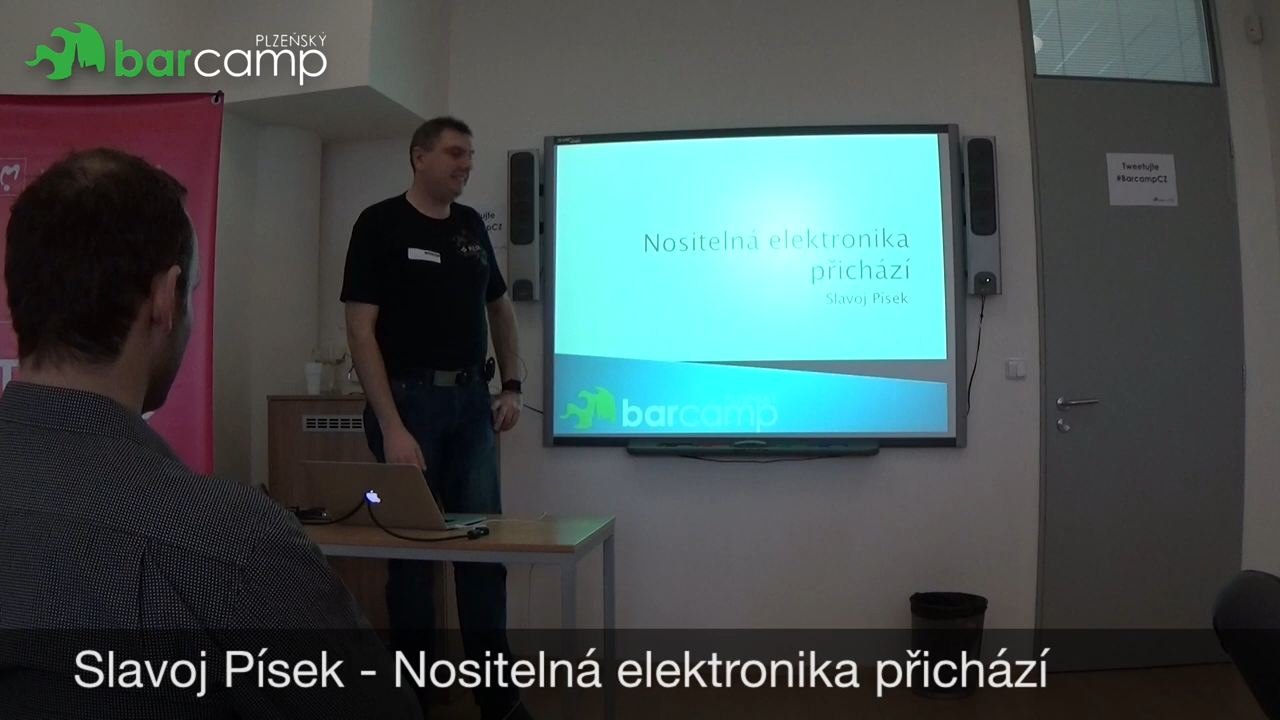 PLZEŇSKÝ
barcamp
Tweetujte
#BarcampCZ
Nositelná elektronika
přichází
Slavoj Písek
barcamp
Slavoj Písek - Nositelná elektronika přichází